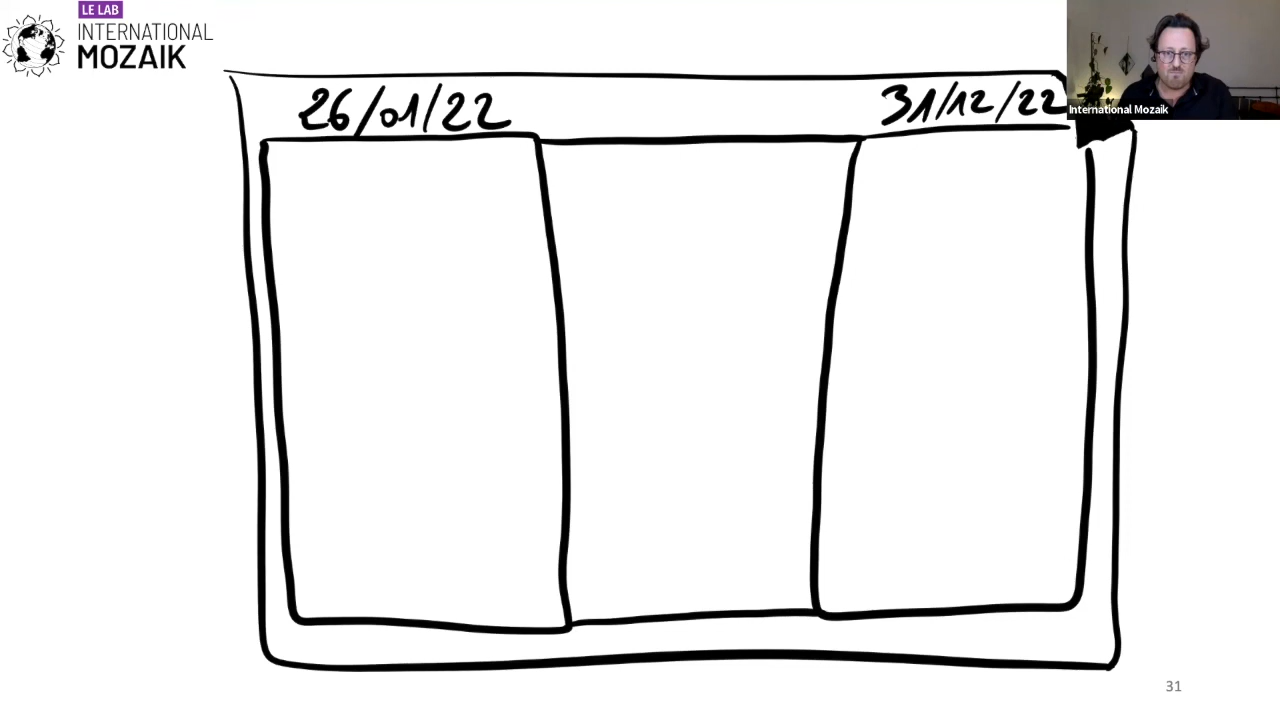 LE LAB
INTERNATIONAL
MOZAIK
26/01/22
31/12/22
International Mozaik
31